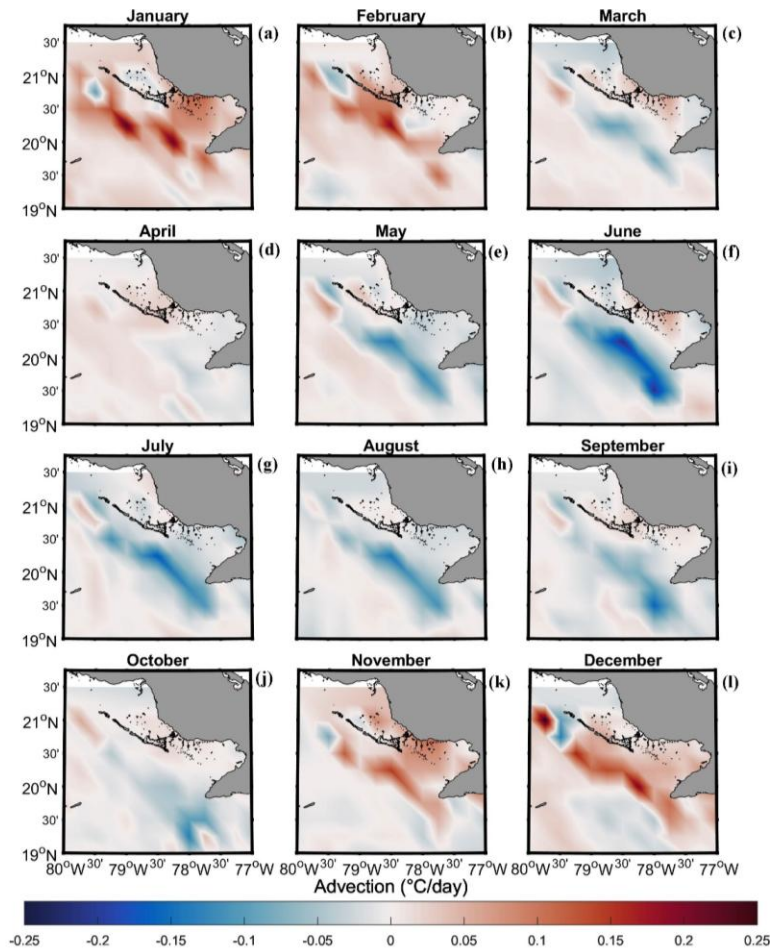 January (a) February (b) March (c)
30'
21°N
30'
20°N
30'
19°N
April (d) May (e) June (f)
30'
21°N
30'
20°N
30'
19°N
July (g) August (h) September (i)
30'
21°N
30'
20°N
30'
19°N
October (j) November (k) December (l)
30'
21°N
30'
20°N
30'
19°N
80°W 30' 79°W 30' 78°W 30' 77°W 80°W 30' 79°W 30' 78°W 30' 77°W 80°W 30' 79°W 30' 78°W 30' 77°W
Advection (°C/day)
-0.25 -0.2 -0.15 -0.1 -0.05 0 0.05 0.1 0.15 0.2 0.25